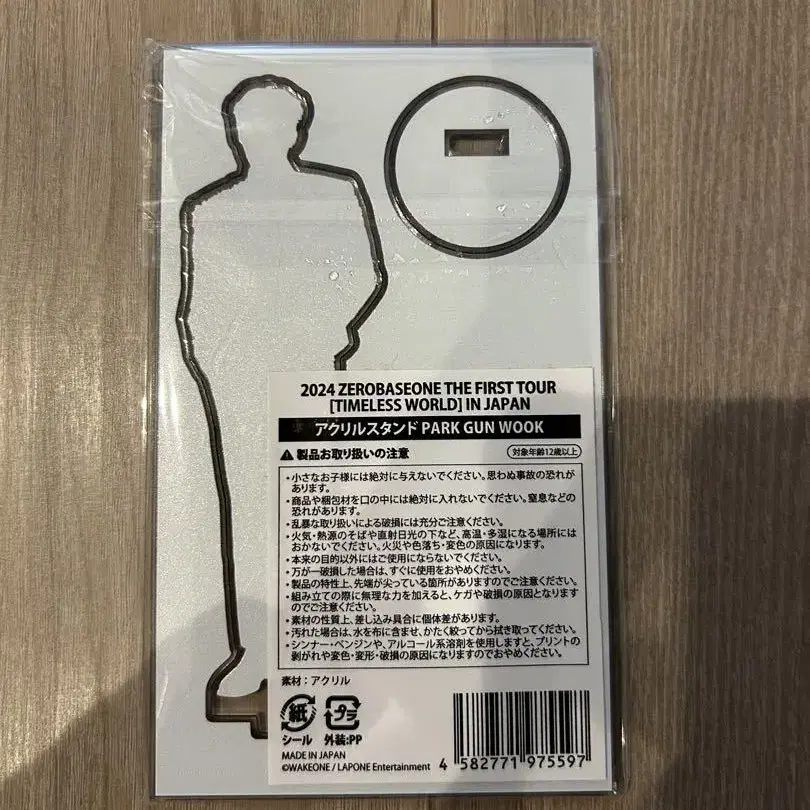 2024 ZEROBASEONE THE FIRST TOUR
[TIMELESS WORLD] IN JAPAN
アクリルスタンド PARK GUN WOOK
製品お取り扱いの注意
対象年齢12歳以上
・小さなお子様には絶対に与えないでください。思わぬ事故の恐れが
あります。
・商品や梱包材を口の中には絶対に入れないでください。窒息などの
恐れがあります。
・乱暴な取り扱いによる破損には充分ご注意ください。
・火気・熱源のそばや直射日光の下など、高温・多湿になる場所には
おかないでください。火災や色落ち・変色の原因になります。
・本来の目的以外にはご使用にならないでください。
・万が一破損した場合は、すぐに使用をおやめください。
・製品の特性上、先端が尖っている箇所がありますのでご注意ください。
・組み立ての際に無理な力を加えると、ケガや破損の原因となります
のでご注意ください。
・素材の性質上、差し込み具合に個体差があります。
・汚れた場合は、水を布に含ませ、かたく絞ってから拭き取ってください。
・シンナー・ベンジンや、アルコール系溶剤を使用しますと、プリントの
剥がれや変色・変形・破損の原因になりますのでおやめください。
素材：アクリル
紙 プラ
シール 外装:PP
MADE IN JAPAN
©WAKEONE / LAPONE Entertainment
4 582771 975597